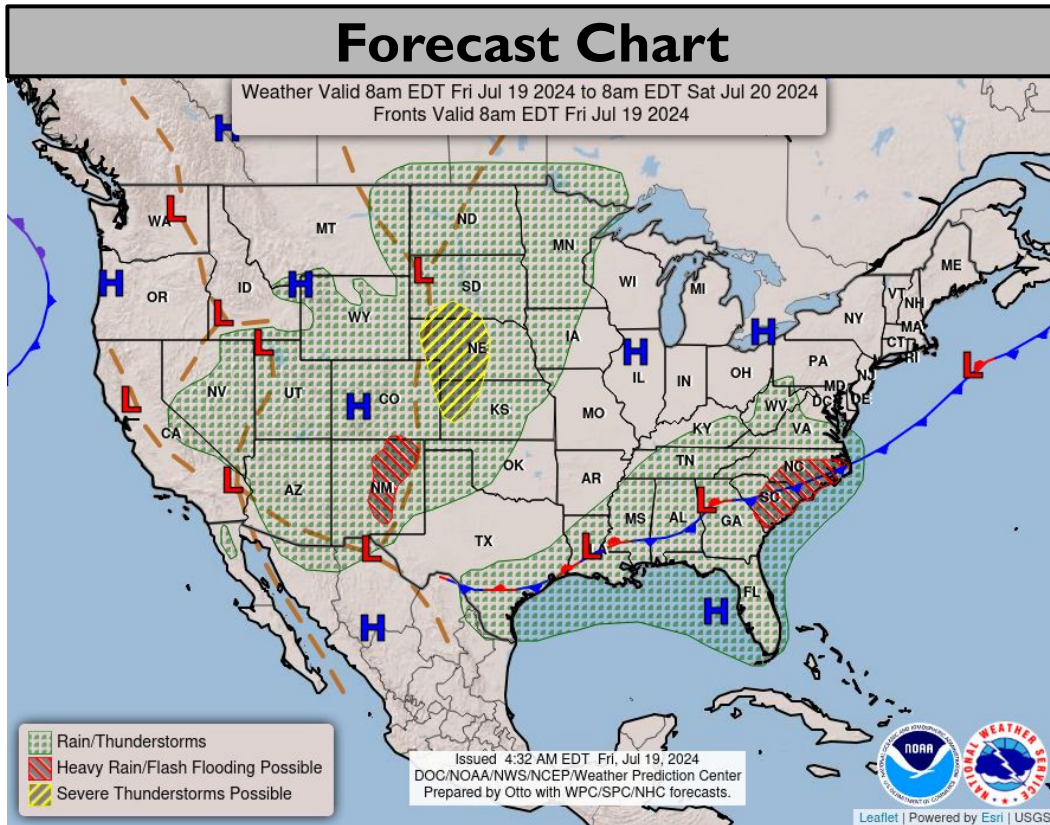 Forecast Chart
Weather Valid 8am EDT Fri Jul 19 2024 to 8am EDT Sat Jul 20 2024
Fronts Valid 8am EDT Fri Jul 19 2024
H
WA
L
MT
ND
MN
ME
H
OR
ID
H
L
SD
WI
MI
VT
NH
NY
MA
CT
RI
L
WY
L
NE
IA
H
IL
IN
OH
H
PA
NJ
MD
DE
DC
L
NV
UT
H
CO
KS
MO
KY
WV
VA
L
CA
L
AZ
NM
OK
AR
TN
NC
SC
L
TX
L
LA
MS
AL
L
GA
FL
H
H
Rain/Thunderstorms
Heavy Rain/Flash Flooding Possible
Severe Thunderstorms Possible
Issued 4:32 AM EDT Fri, Jul 19, 2024
DOC/NOAA/NWS/NCEP/Weather Prediction Center
Prepared by Otto with WPC/SPC/NHC forecasts.
NOAA
NATIONAL WEATHER SERVICE
Leaflet | Powered by Esri | USGS